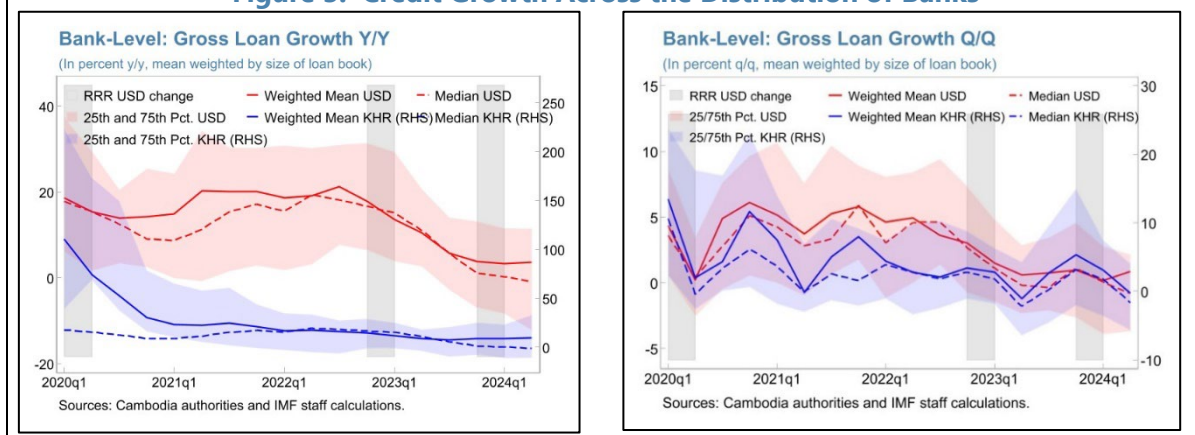 Figure 5: Credit Growth Across the Distribution of Banks
Bank-Level: Gross Loan Growth Y/Y
(In percent y/y, mean weighted by size of loan book)
RRR USD change
Weighted Mean USD
Median USD
25th and 75th Pct. USD
Weighted Mean KHR (RHS)
Median KHR (RHS)
25th and 75th Pct. KHR (RHS)
40
20
0
-20
250
200
150
100
50
0
2020q1 2021q1 2022q1 2023q1 2024q1
Sources: Cambodia authorities and IMF staff calculations.
Bank-Level: Gross Loan Growth Q/Q
(In percent q/q, mean weighted by size of loan book)
RRR USD change
Weighted Mean USD
Median USD
25/75th Pct. USD
Weighted Mean KHR (RHS)
Median KHR (RHS)
25/75th Pct. KHR (RHS)
15
10
5
0
-5
30
20
10
0
-10
2020q1 2021q1 2022q1 2023q1 2024q1
Sources: Cambodia authorities and IMF staff calculations.